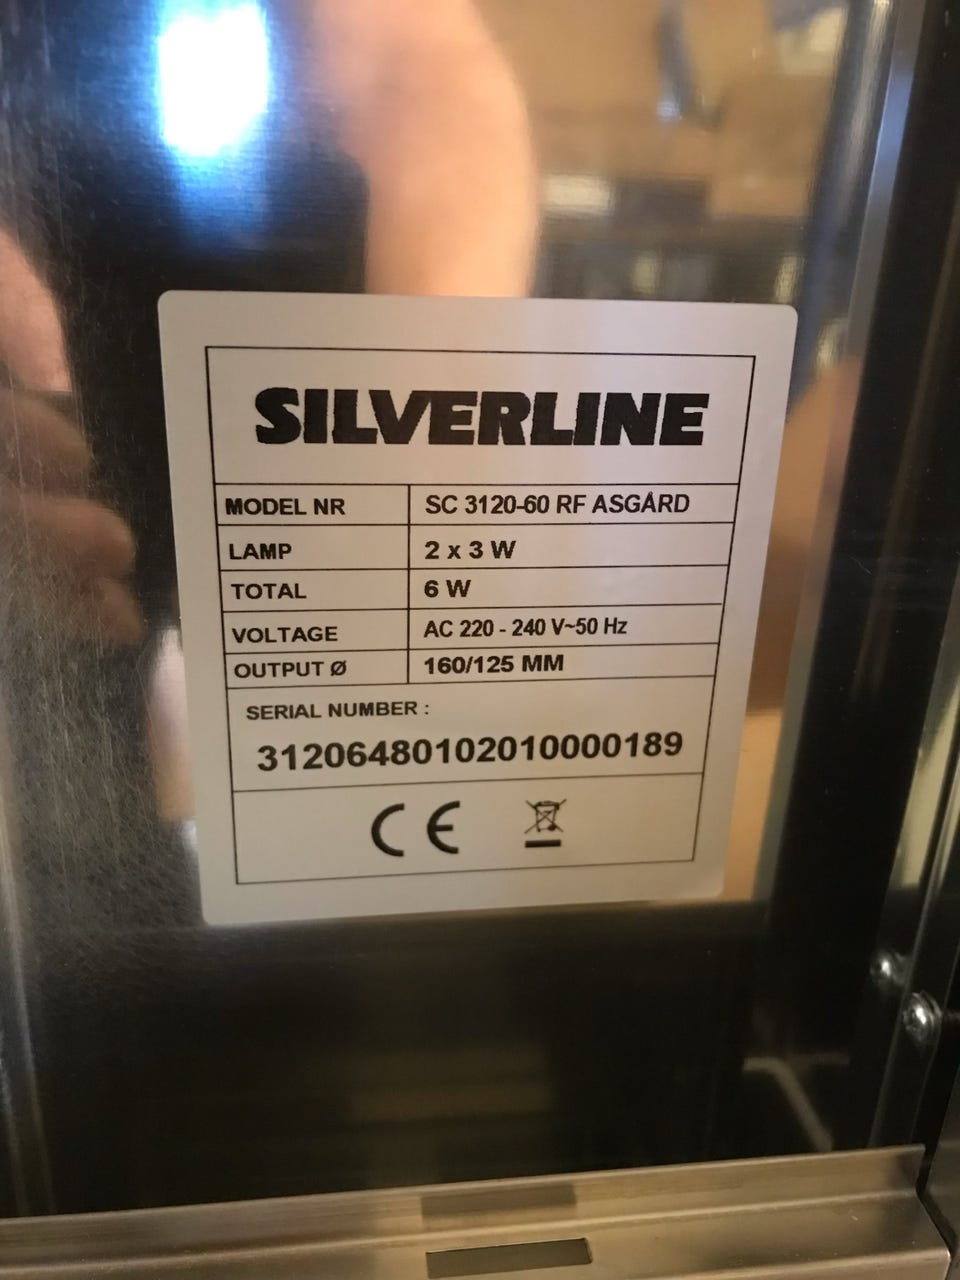 SILVERLINE
MODEL NR SC 3120-60 RF ASGÅRD
LAMP 2 x 3 W
TOTAL 6 W
VOLTAGE AC 220 - 240 V~50 Hz
OUTPUT Ø 160/125 MM
SERIAL NUMBER :
31206480102010000189
CE